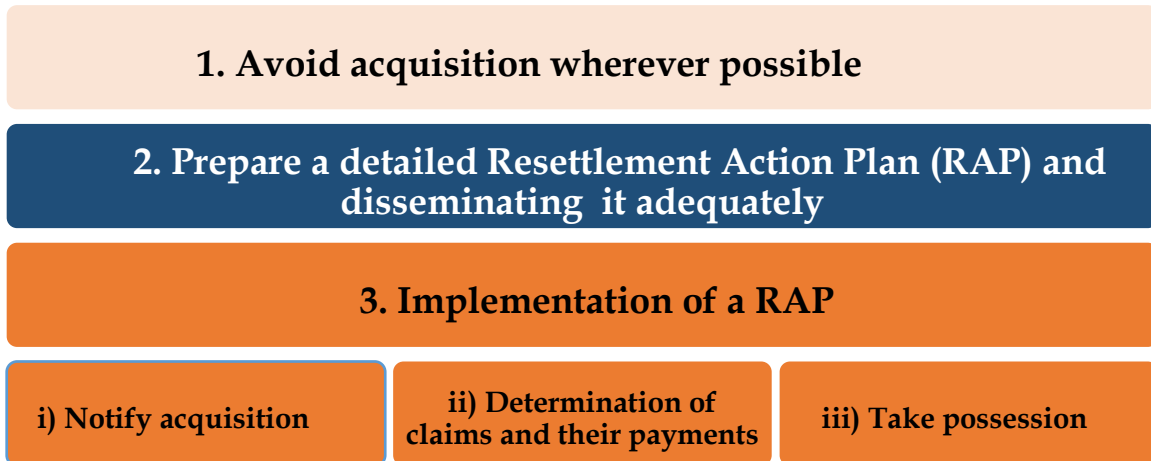 1. Avoid acquisition wherever possible
2. Prepare a detailed Resettlement Action Plan (RAP) and
disseminating it adequately
3. Implementation of a RAP
i) Notify acquisition
ii) Determination of
claims and their payments
iii) Take possession